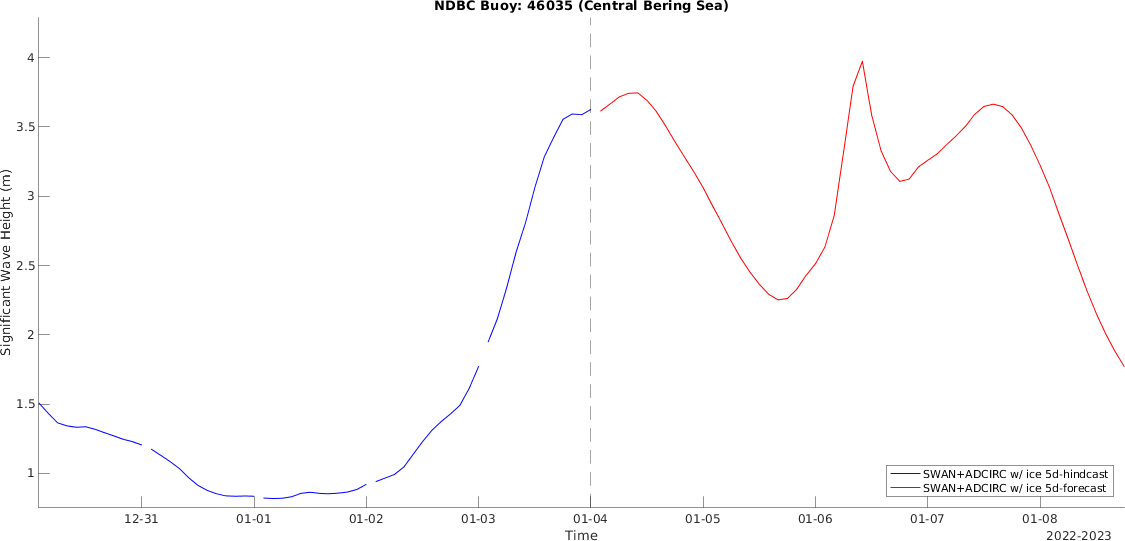 NDBC Buoy: 46035 (Central Bering Sea)
Significant Wave Height (m)
4
3.5
3
2.5
2
1.5
1
SWAN+ADCIRC w/ ice 5d-hindcast
SWAN+ADCIRC w/ ice 5d-forecast
12-31 01-01 01-02 01-03 01-04 01-05 01-06 01-07 01-08
Time
2022-2023